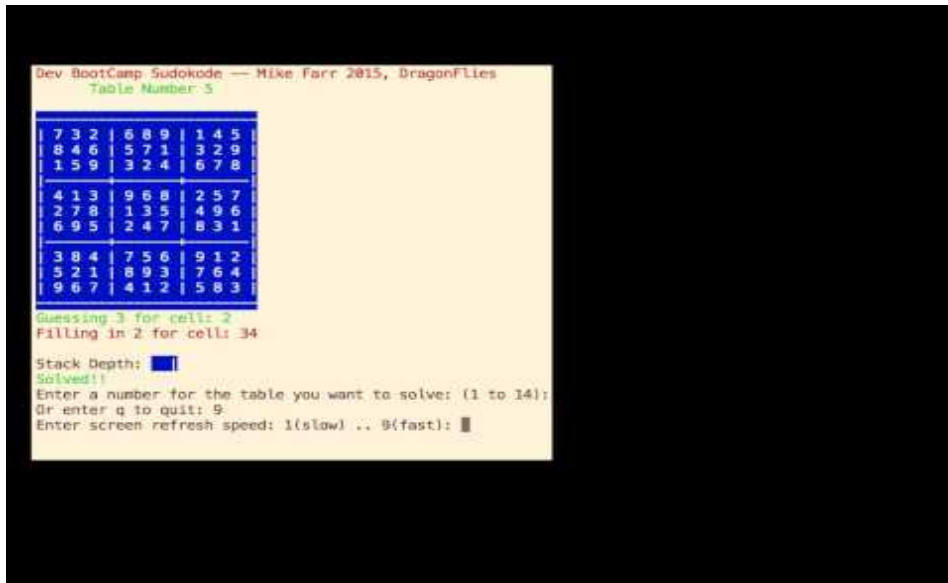 Dev BootCamp Sudokode -- Mike Farr 2015, DragonFlies
Table Number 5
| 7 3 2 | 6 8 9 | 1 4 5 |
| 8 4 6 | 5 7 1 | 3 2 9 |
| 1 5 9 | 3 2 4 | 6 7 8 |
| 4 1 3 | 9 6 8 | 2 5 7 |
| 2 7 8 | 1 3 5 | 4 9 6 |
| 6 9 5 | 2 4 7 | 8 3 1 |
| 3 8 4 | 7 5 6 | 9 1 2 |
| 5 2 1 | 8 9 3 | 7 6 4 |
| 9 6 7 | 4 1 2 | 5 8 3 |
Guessing 3 for cell: 2
Filling in 2 for cell: 34
Stack Depth: |
Solved!!
Enter a number for the table you want to solve: (1 to 14):
Or enter q to quit: 9
Enter screen refresh speed: 1(slow) .. 9(fast):